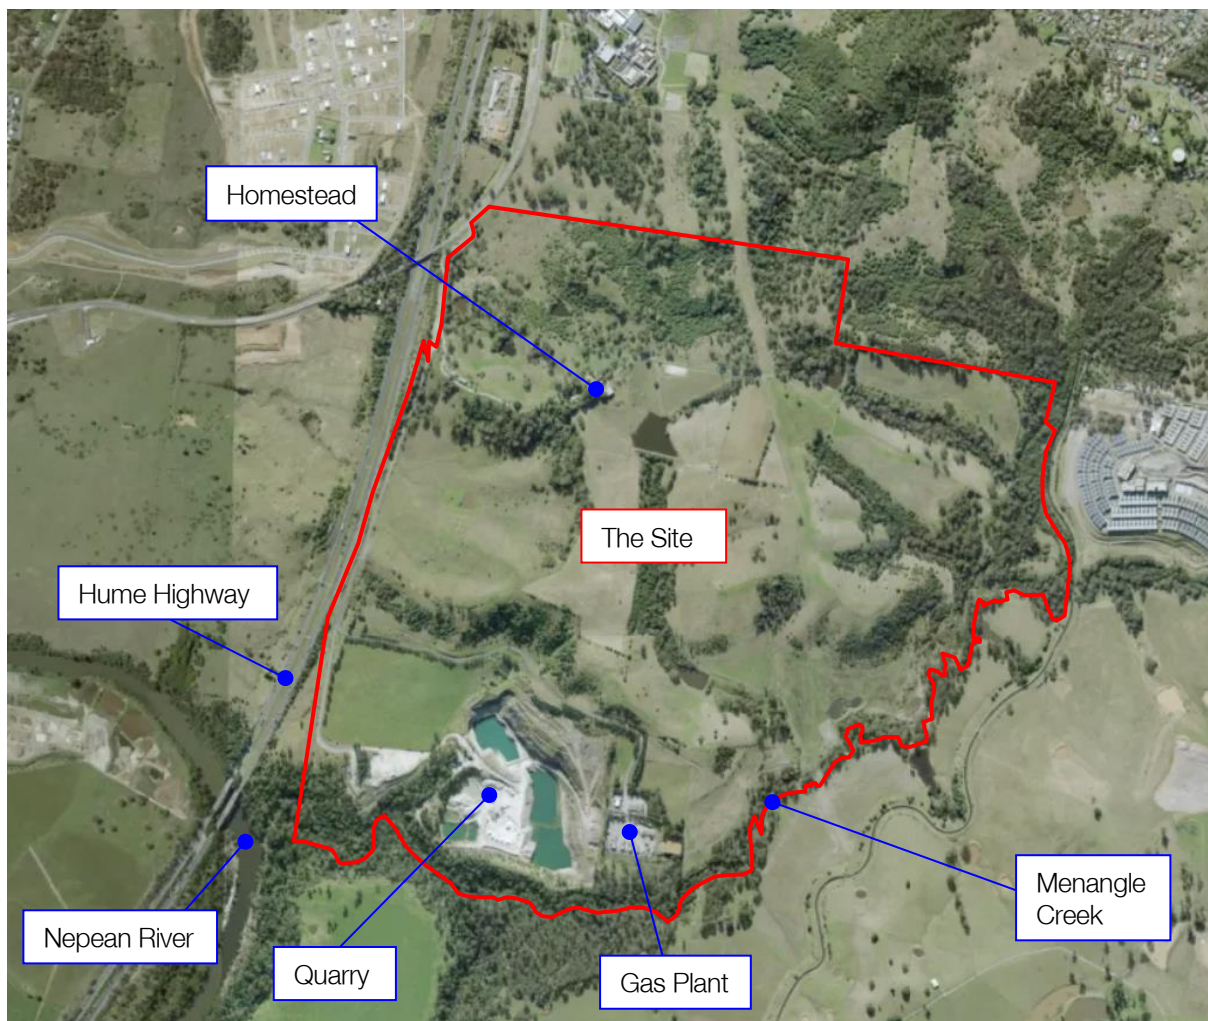 Homestead
The Site
Hume Highway
Menangle
Creek
Nepean River
Quarry
Gas Plant